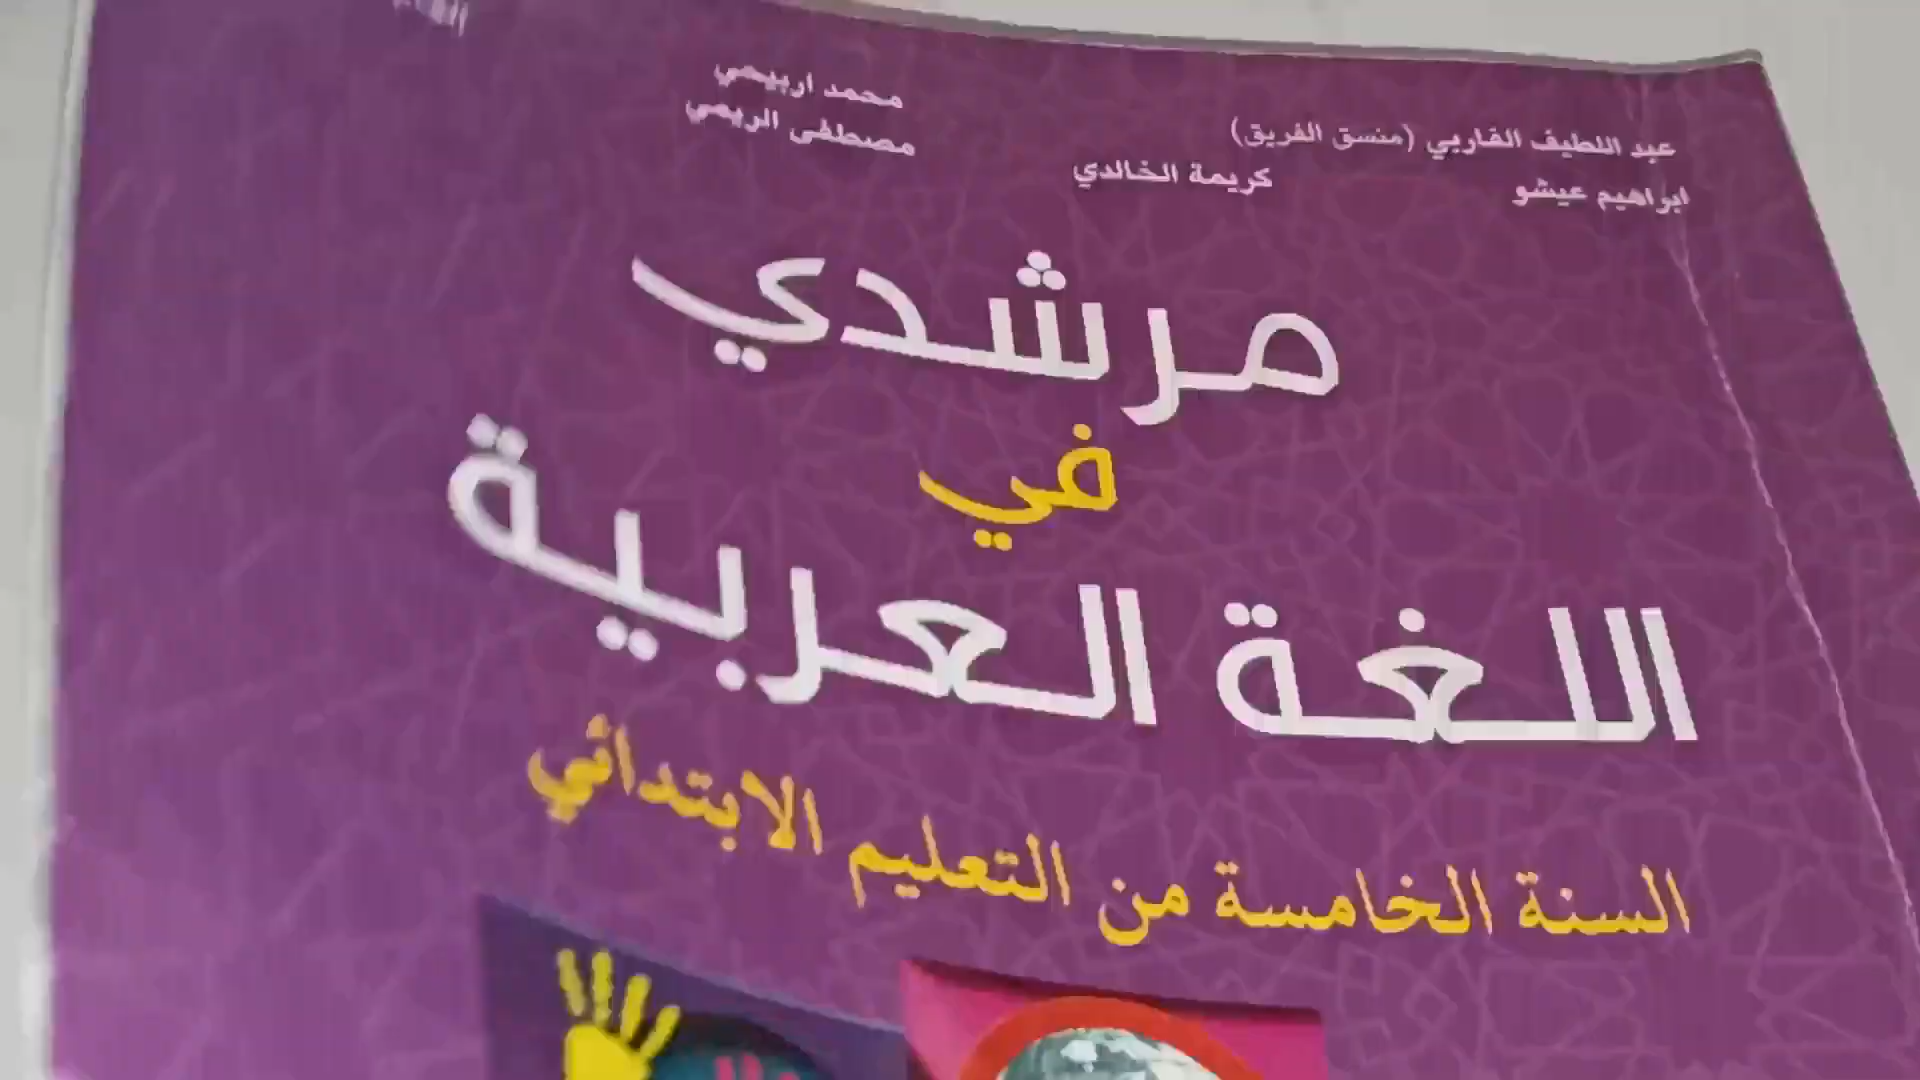 محمد اربيحي
عبد اللطيف الفاربي (منسق الفريق)
مصطفى الريحي
ابراهيم عيشو
كريمة الخالدي
مرشدي
في
اللغة العربية
السنة الخامسة من التعليم الابتدائي